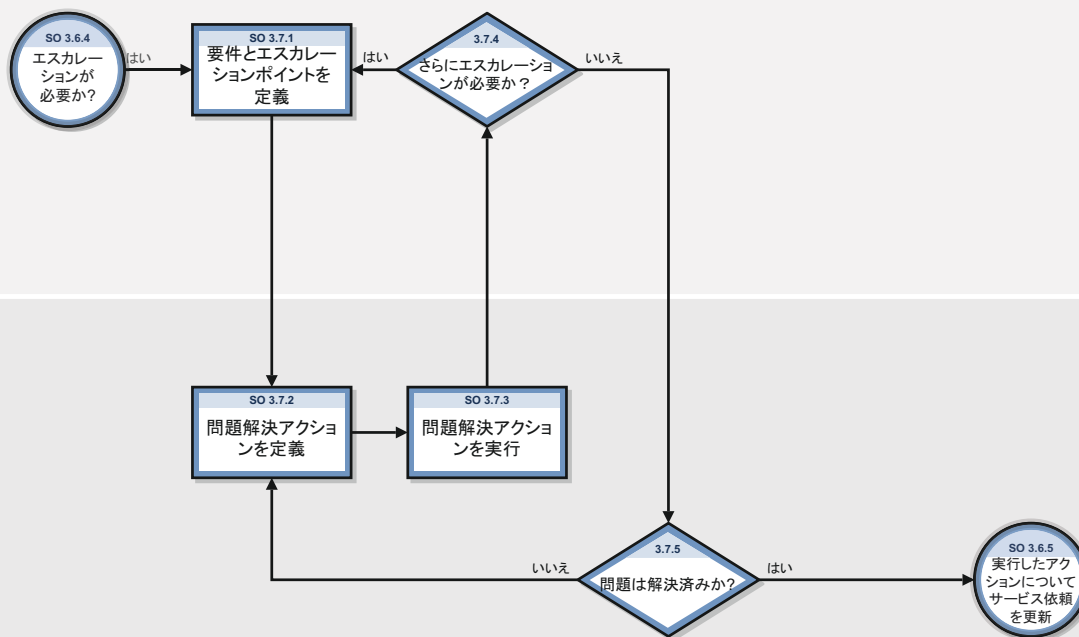 SO 3.6.4
エスカレー
ションが
必要か?
はい
SO 3.7.1
要件とエスカレー
ションポイントを
定義
はい
3.7.4
さらにエスカレーショ
ンが必要か？
いいえ
SO 3.7.2
問題解決アクショ
ンを定義
SO 3.7.3
問題解決アクショ
ンを実行
いいえ
3.7.5
問題は解決済みか?
はい
SO 3.6.5
実行したアク
ションについて
サービス依頼
を更新